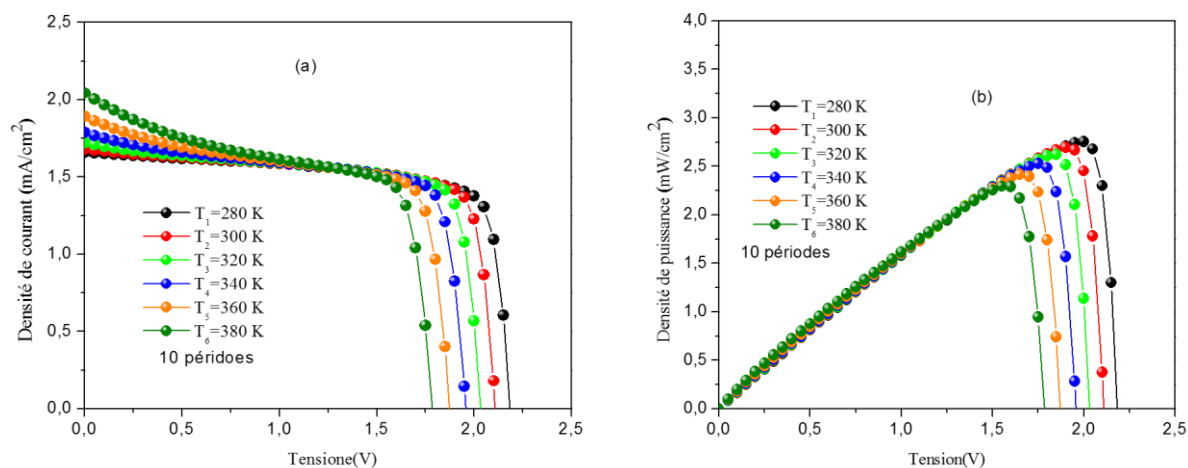 2,5
2,0
1,5
1,0
0,5
0,0
0,0 0,5 1,0 1,5 2,0 2,5
Densité de courant (mA/cm²)
Tensione(V)
(a)
T₁=280 K
T₂=300 K
T₃=320 K
T₄=340 K
T₅=360 K
T₆=380 K
10 péridoes
4,0
3,5
3,0
2,5
2,0
1,5
1,0
0,5
0,0
0,0 0,5 1,0 1,5 2,0 2,5
Densité de puissance (mW/cm²)
Tension(V)
(b)
T₁=280 K
T₂=300 K
T₃=320 K
T₄=340 K
T₅=360 K
T₆=380 K
10 périodes